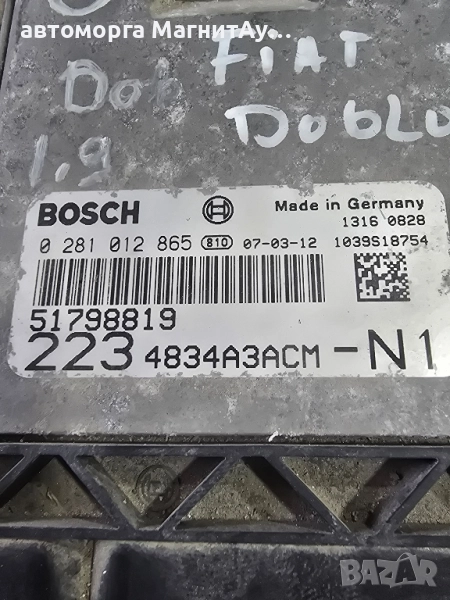 автоморга МагнитАу...
Dob FIAT
1.9 DOBLO
BOSCH Made in Germany
1316 0828
0 281 012 865 810 07-03-12 1039S18754
51798819
223 4834A3ACM -N1
BAZAR